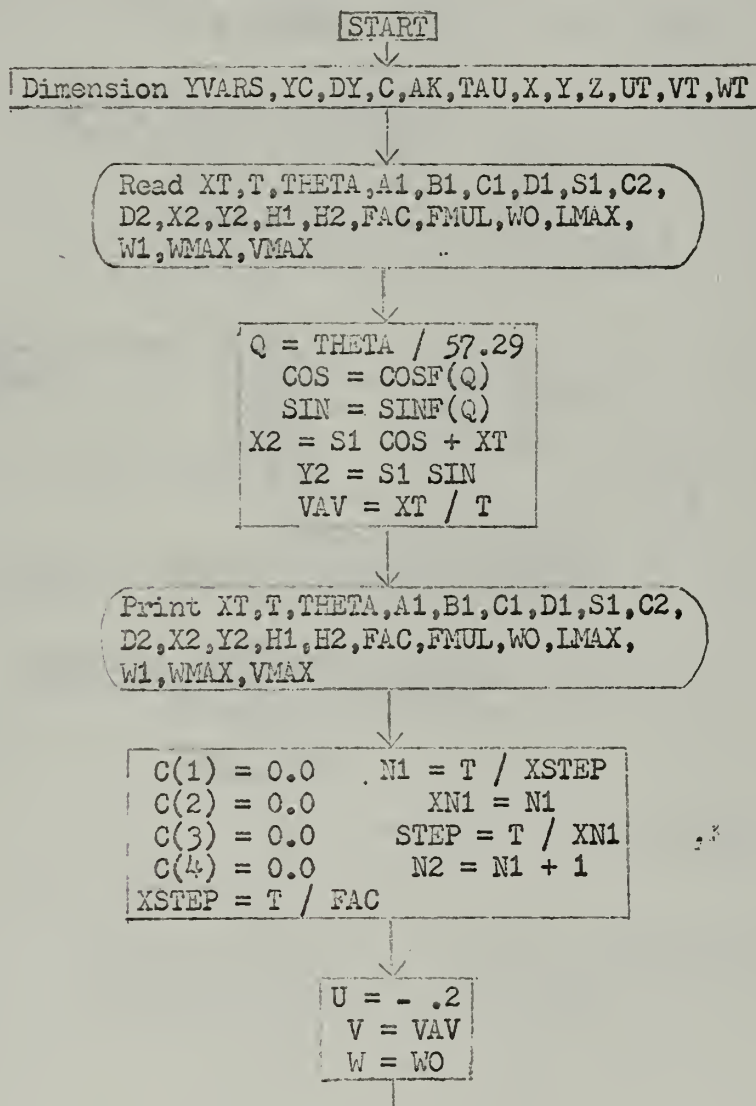 START
Dimension YVARS,YC,DY,C,AK,TAU,X,Y,Z,UT,VT,WT
Read XT,T,THETA,A1,B1,C1,D1,S1,C2,
D2,X2,Y2,H1,H2,FAC,FMUL,WO,LMAX,
W1,WMAX,VMAX
Q = THETA / 57.29
COS = COSF(Q)
SIN = SINF(Q)
X2 = S1 COS + XT
Y2 = S1 SIN
VAV = XT / T
Print XT,T,THETA,A1,B1,C1,D1,S1,C2,
D2,X2,Y2,H1,H2,FAC,FMUL,WO,LMAX,
W1,WMAX,VMAX
C(1) = 0.0 N1 = T / XSTEP
C(2) = 0.0 XN1 = N1
C(3) = 0.0 STEP = T / XN1
C(4) = 0.0 N2 = N1 + 1
XSTEP = T / FAC
U = - .2
V = VAV
W = WO